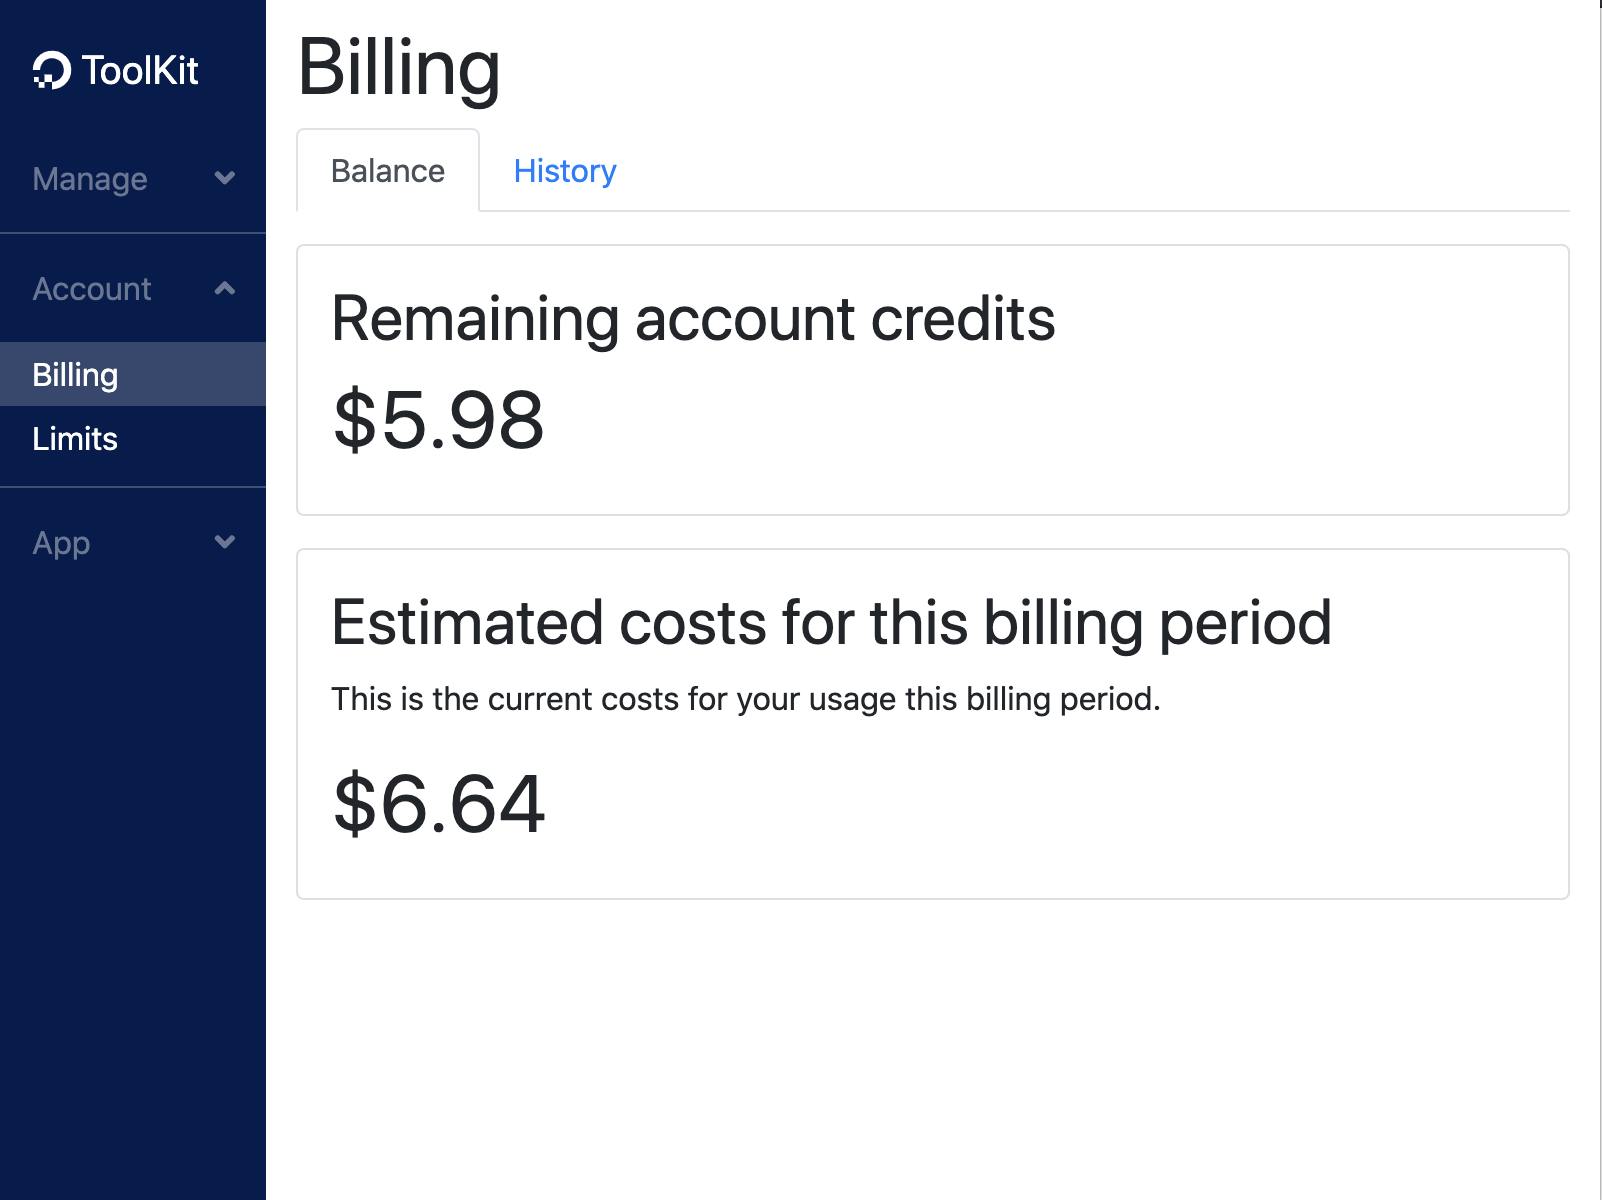 ToolKit
Manage
Account
Billing
Limits
App
Billing
Balance
History
Remaining account credits
$5.98
Estimated costs for this billing period
This is the current costs for your usage this billing period.
$6.64